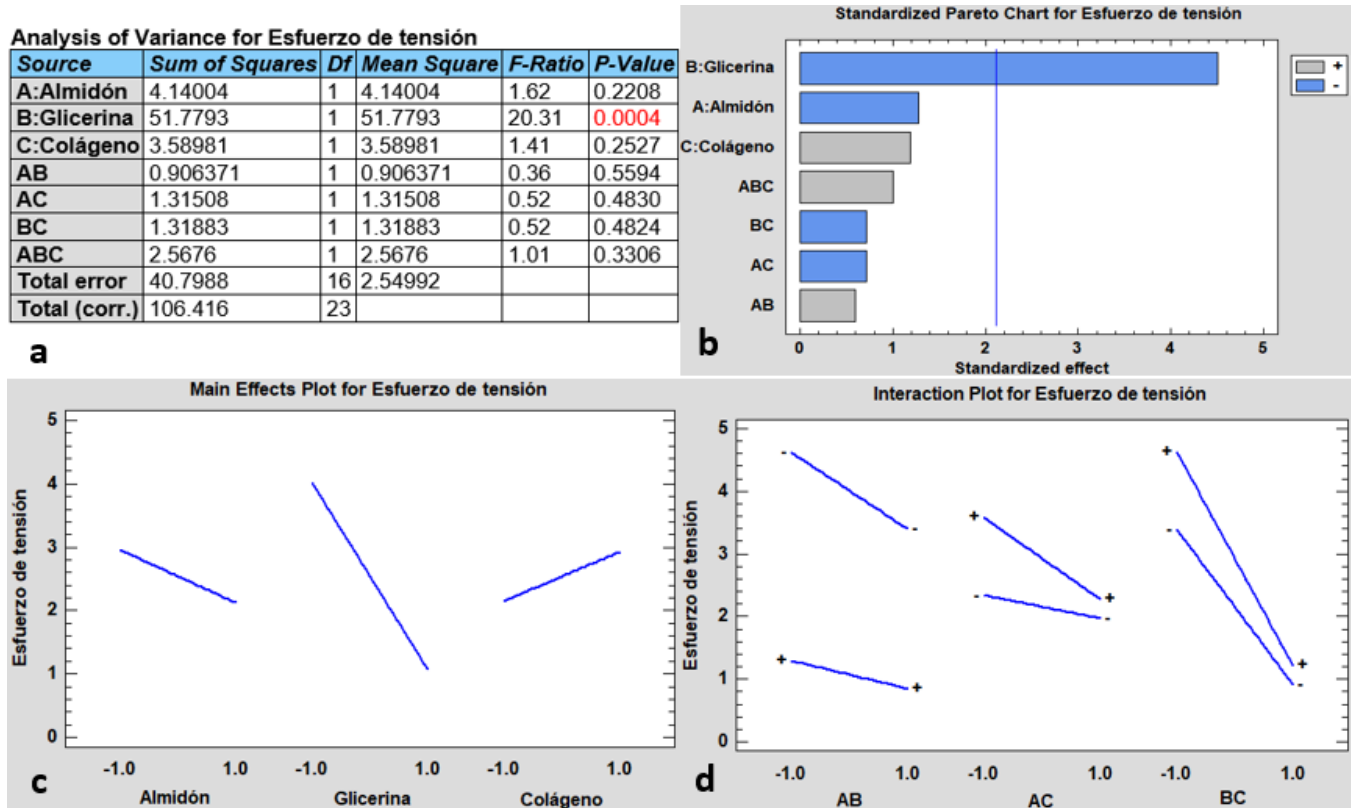 Analysis of Variance for Esfuerzo de tensión
Source Sum of Squares Df Mean Square F-Ratio P-Value
A:Almidón 4.14004 1 4.14004 1.62 0.2208
B:Glicerina 51.7793 1 51.7793 20.31 0.0004
C:Colágeno 3.58981 1 3.58981 1.41 0.2527
AB 0.906371 1 0.906371 0.36 0.5594
AC 1.31508 1 1.31508 0.52 0.4830
BC 1.31883 1 1.31883 0.52 0.4824
ABC 2.5676 1 2.5676 1.01 0.3306
Total error 40.7988 16 2.54992
Total (corr.) 106.416 23
a
Standardized Pareto Chart for Esfuerzo de tensión
B:Glicerina
A:Almidón
C:Colágeno
ABC
BC
AC
AB
+
-
0 1 2 3 4 5
Standardized effect
b
Main Effects Plot for Esfuerzo de tensión
Esfuerzo de tensión
5
4
3
2
1
0
-1.0 1.0 -1.0 1.0 -1.0 1.0
Almidón Glicerina Colágeno
c
Interaction Plot for Esfuerzo de tensión
Esfuerzo de tensión
5
4
3
2
1
0
- -
+ +
+ +
- -
+ +
- -
-1.0 1.0 -1.0 1.0 -1.0 1.0
AB AC BC
d